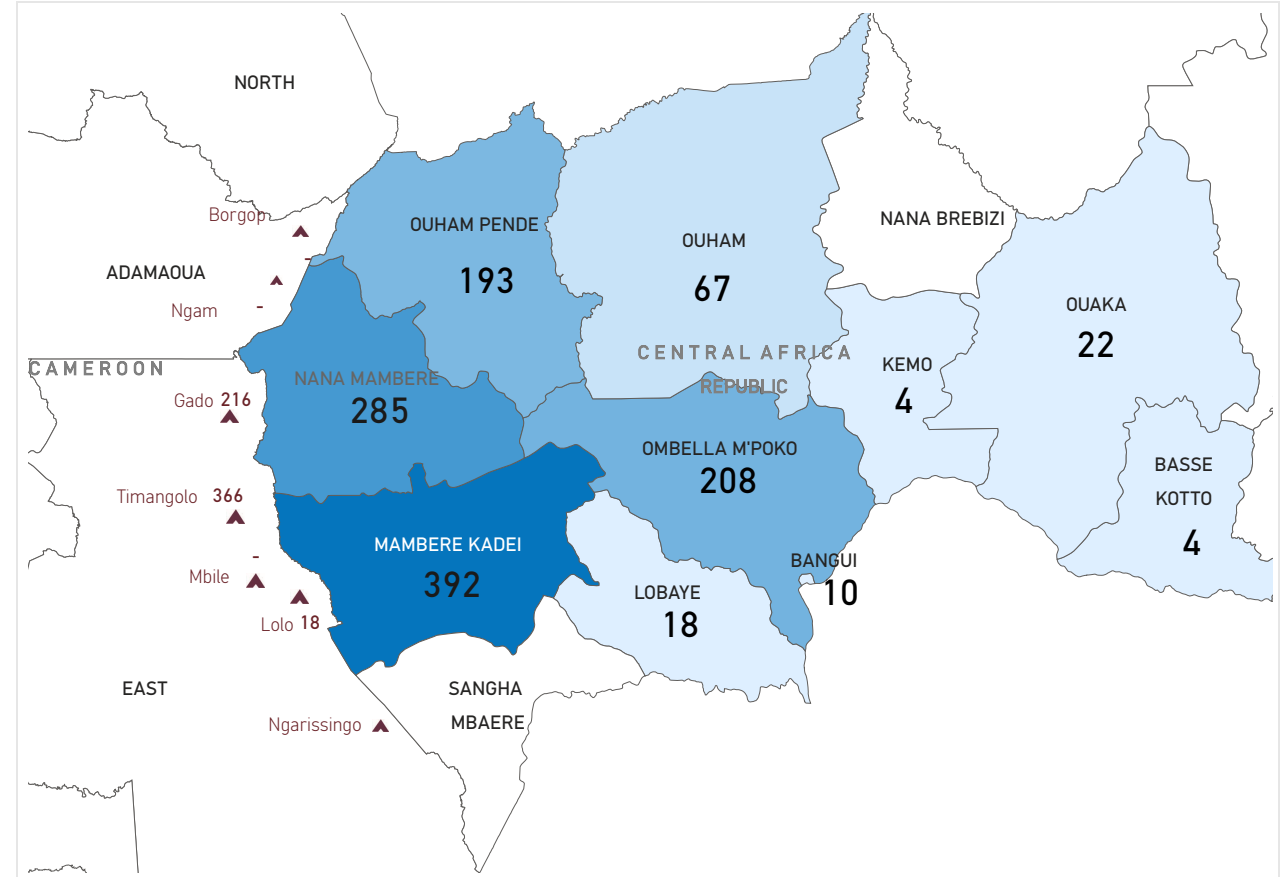 NORTH
Borgop
-
OUHAM PENDE
193
OUHAM
67
NANA BREBIZI
ADAMAOUA
Ngam
-
OUAKA
22
CAMEROON
CENTRAL AFRICA
REPUBLIC
KEMO
4
NANA MAMBERE
285
Gado 216
OMBELLA M'POKO
208
BASSE
KOTTO
4
Timangolo 366
MAMBERE KADEI
392
-
Mbile
BANGUI
10
LOBAYE
18
Lolo 18
EAST
SANGHA
MBAERE
Ngarissingo